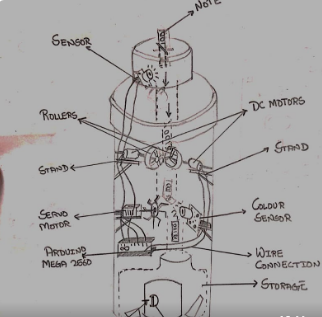 NOTE
SENSOR
ROLLERS
DC MOTORS
STAND
STAND
SERVO MOTOR
COLOUR SENSOR
ARDUINO MEGA 2560
WIRE CONNECTION
STORAGE